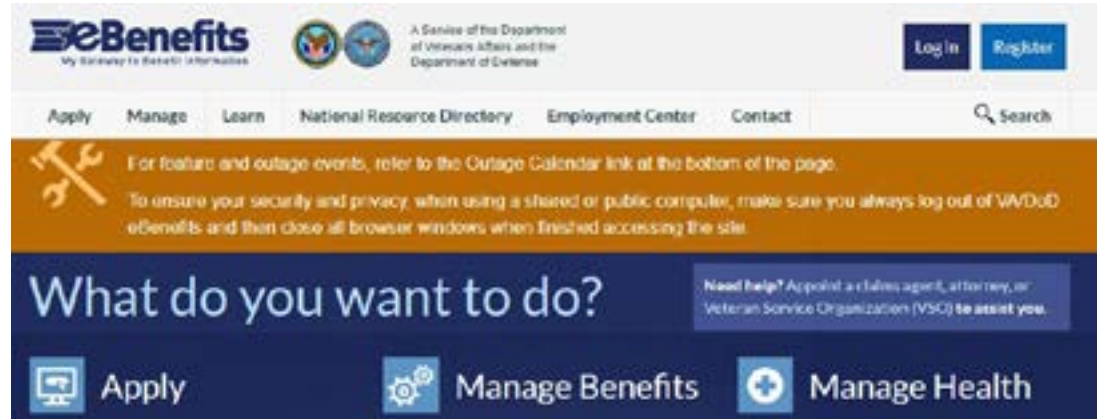 eBenefits
My Gateway to Benefit Information
A Service of the Department
of Veterans Affairs and the
Department of Defense
Log In
Register
Apply
Manage
Learn
National Resource Directory
Employment Center
Contact
Search
For feature and outage events, refer to the Outage Calendar link at the bottom of the page.
To ensure your security and privacy, when using a shared or public computer, make sure you always log out of VA/DoD
eBenefits and then close all browser windows when finished accessing the site.
What do you want to do?
Need help? Appoint a claims agent, attorney, or
Veteran Service Organization (VSO) to assist you.
Apply
Manage Benefits
Manage Health